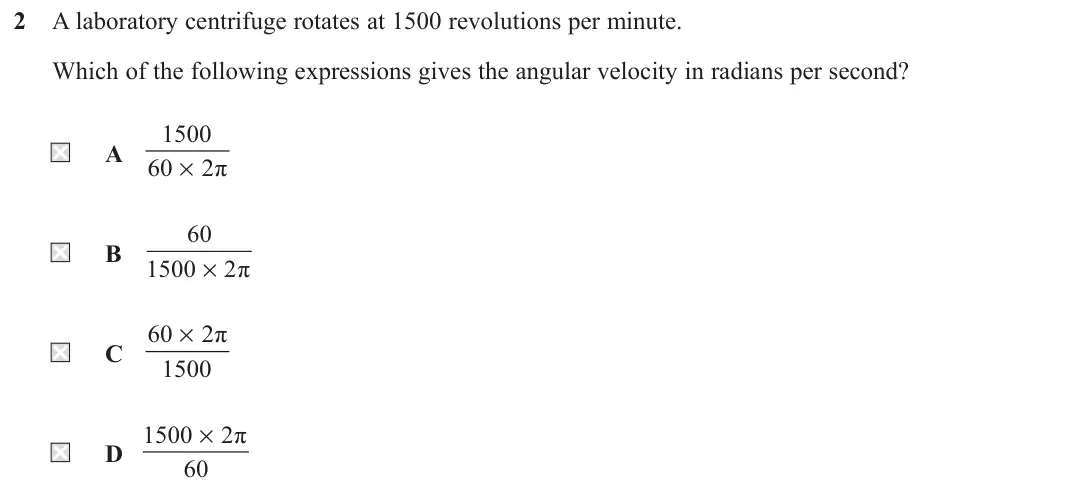 2 A laboratory centrifuge rotates at 1500 revolutions per minute.
Which of the following expressions gives the angular velocity in radians per second?
A 1500
60 × 2π
B 60
1500 × 2π
C 60 × 2π
1500
D 1500 × 2π
60